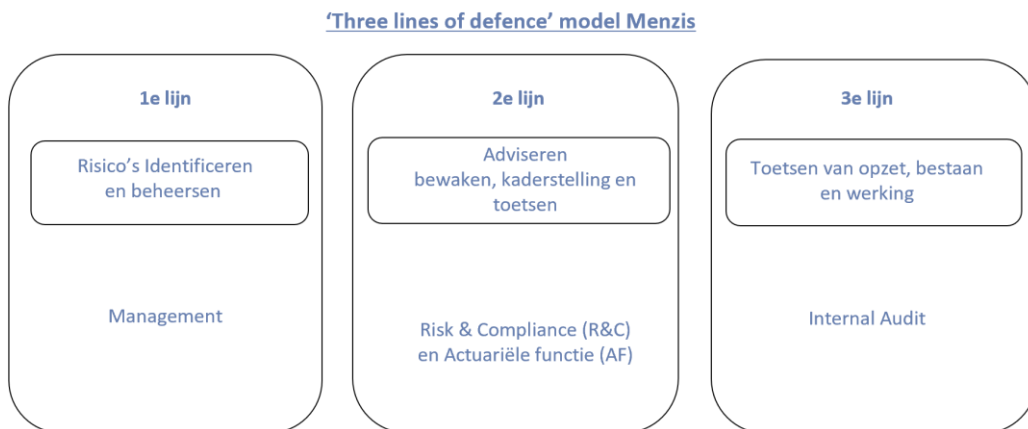 ‘Three lines of defence’ model Menzis
1e lijn
Risico’s Identificeren
en beheersen
Management
2e lijn
Adviseren
bewaken, kaderstelling en
toetsen
Risk & Compliance (R&C)
en Actuariële functie (AF)
3e lijn
Toetsen van opzet, bestaan
en werking
Internal Audit